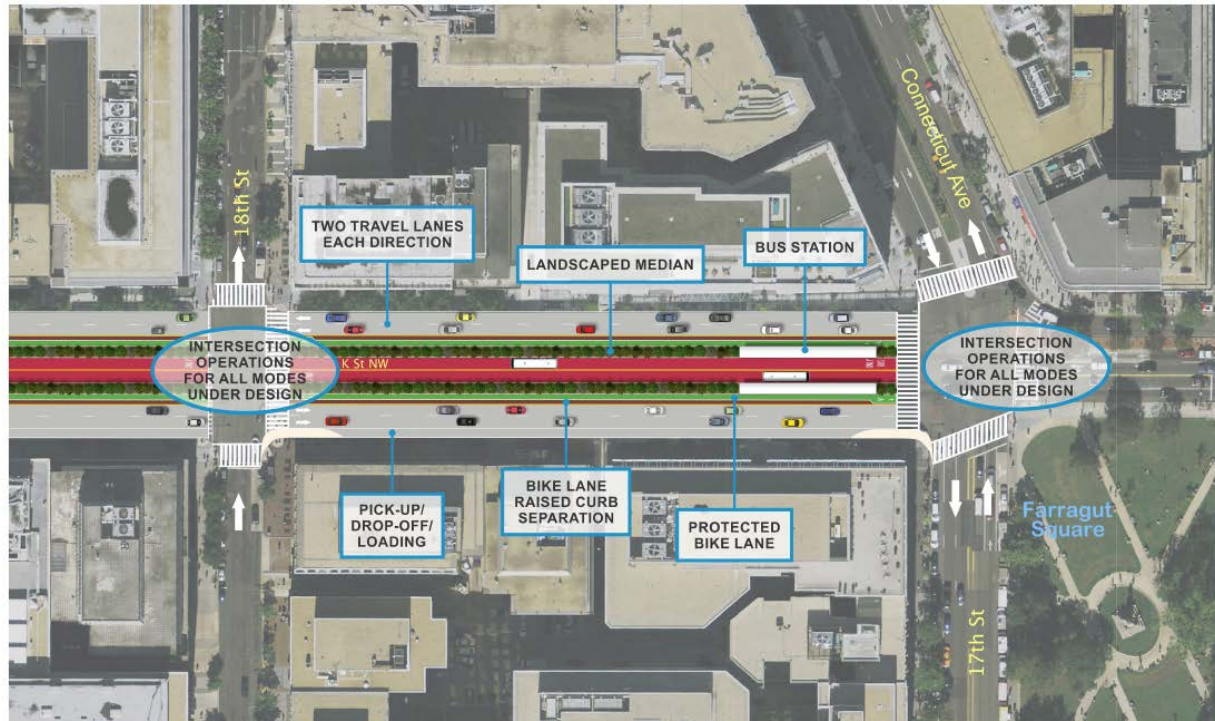 18th St
Connecticut Ave
TWO TRAVEL LANES
EACH DIRECTION
LANDSCAPED MEDIAN
BUS STATION
INTERSECTION
OPERATIONS
FOR ALL MODES
UNDER DESIGN
K St NW
INTERSECTION
OPERATIONS
FOR ALL MODES
UNDER DESIGN
PICK-UP/
DROP-OFF/
LOADING
BIKE LANE
RAISED CURB
SEPARATION
PROTECTED
BIKE LANE
Farragut
Square
17th St